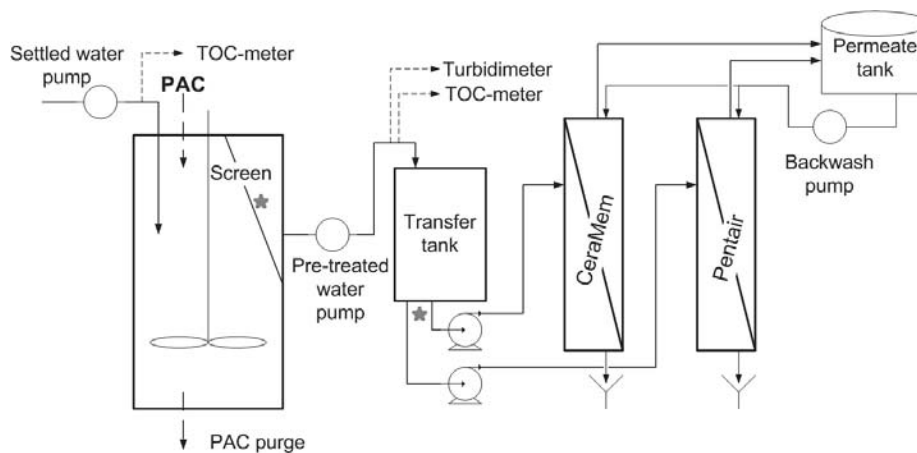 Settled water
pump
TOC-meter
PAC
Screen
PAC purge
Pre-treated
water
pump
Turbidimeter
TOC-meter
Transfer
tank
CeraMem
Pentair
Permeate
tank
Backwash
pump